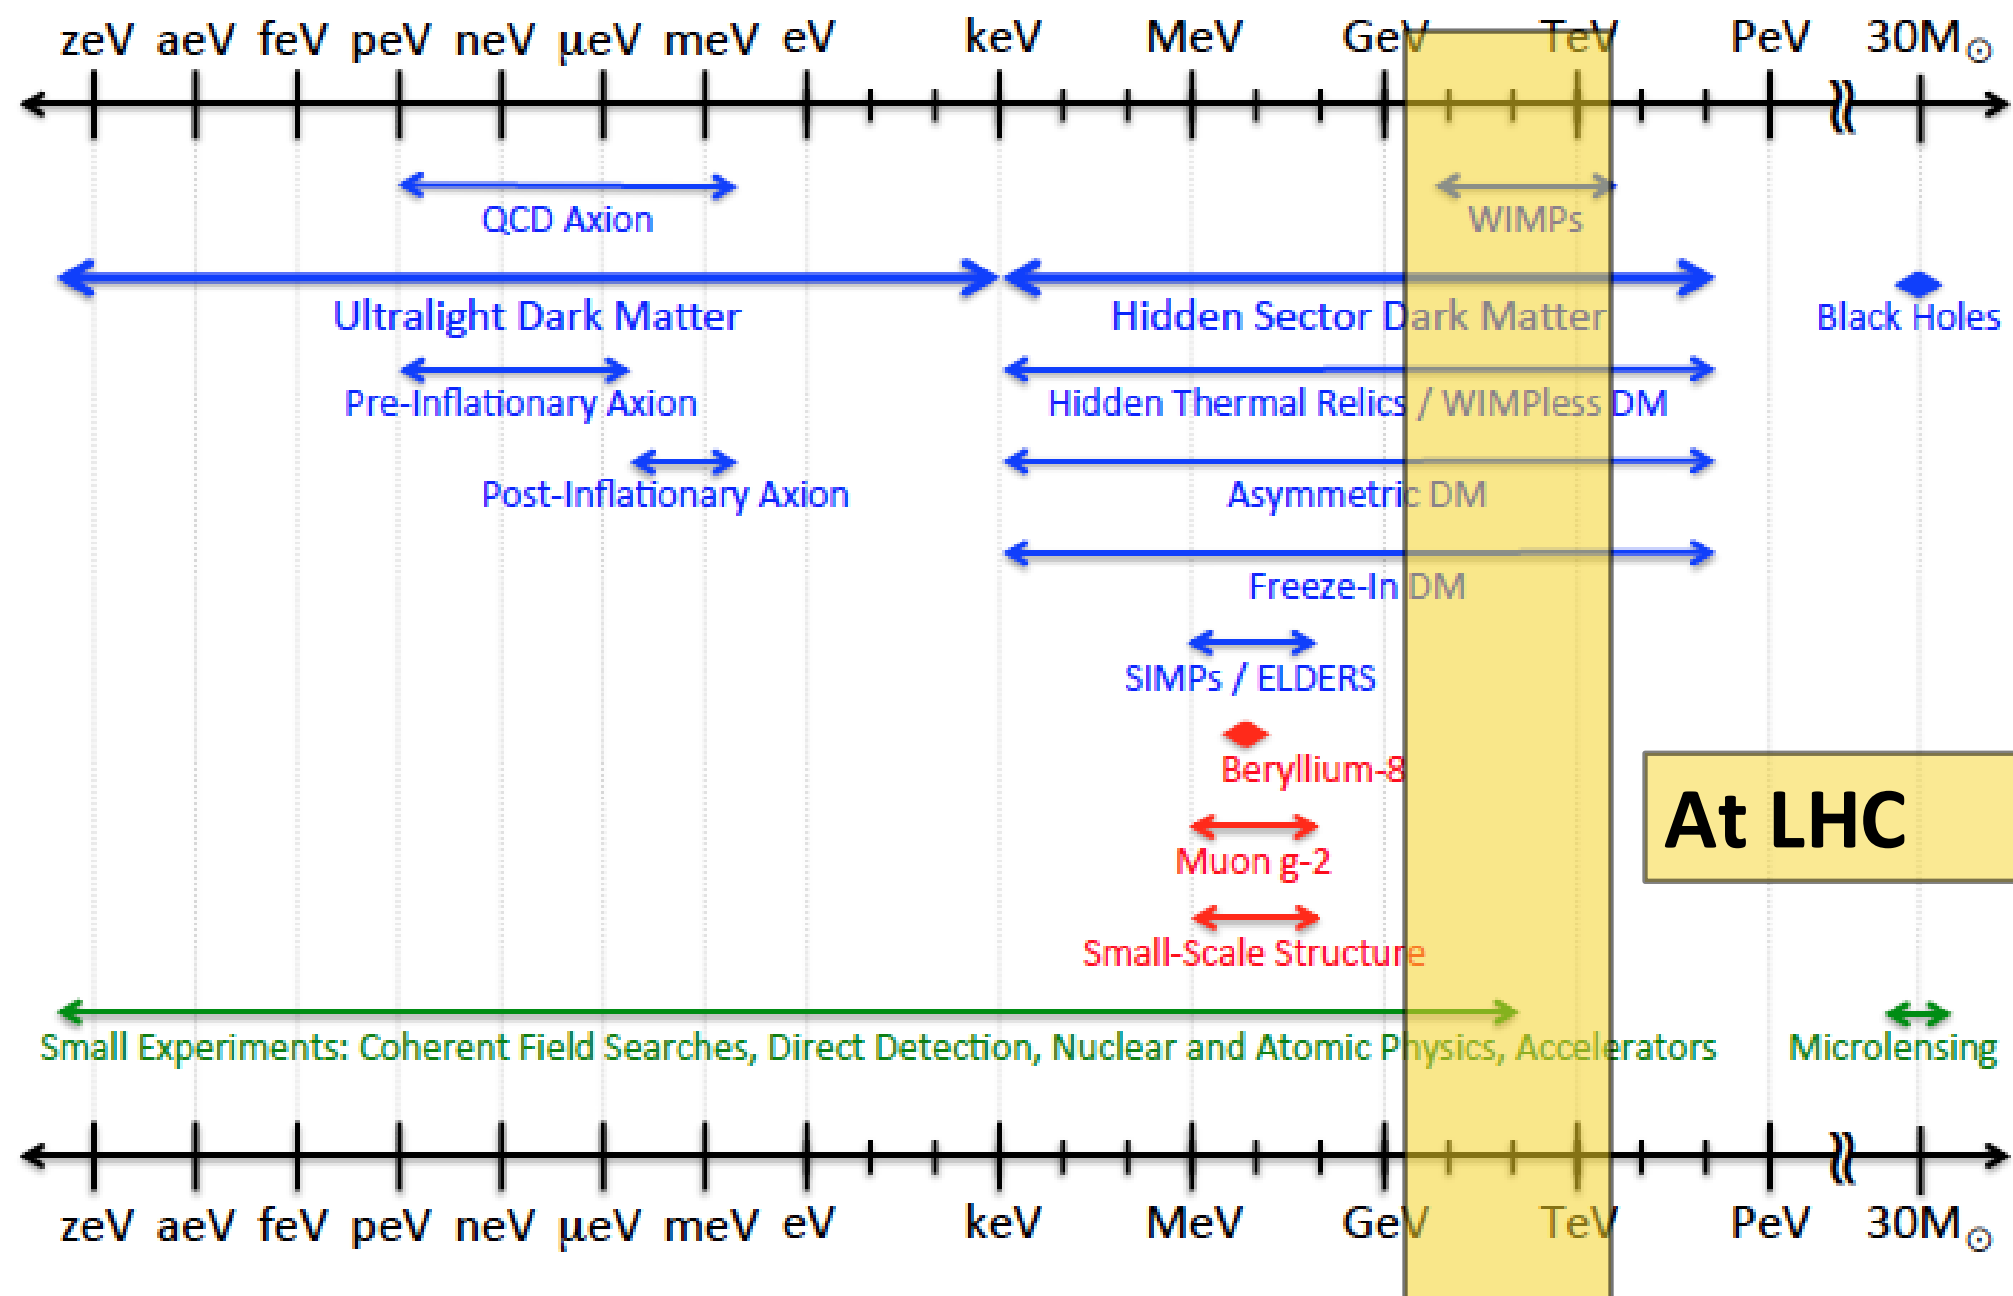 zeV aeV feV peV neV μeV meV eV keV MeV GeV TeV PeV 30M☉
QCD Axion WIMPs
Ultralight Dark Matter Hidden Sector Dark Matter Black Holes
Pre-Inflationary Axion Hidden Thermal Relics / WIMPless DM
Post-Inflationary Axion Asymmetric DM
Freeze-In DM
SIMPs / ELDERS
Beryllium-8
At LHC
Muon g-2
Small-Scale Structure
Small Experiments: Coherent Field Searches, Direct Detection, Nuclear and Atomic Physics, Accelerators Microlensing
zeV aeV feV peV neV μeV meV eV keV MeV GeV TeV PeV 30M☉